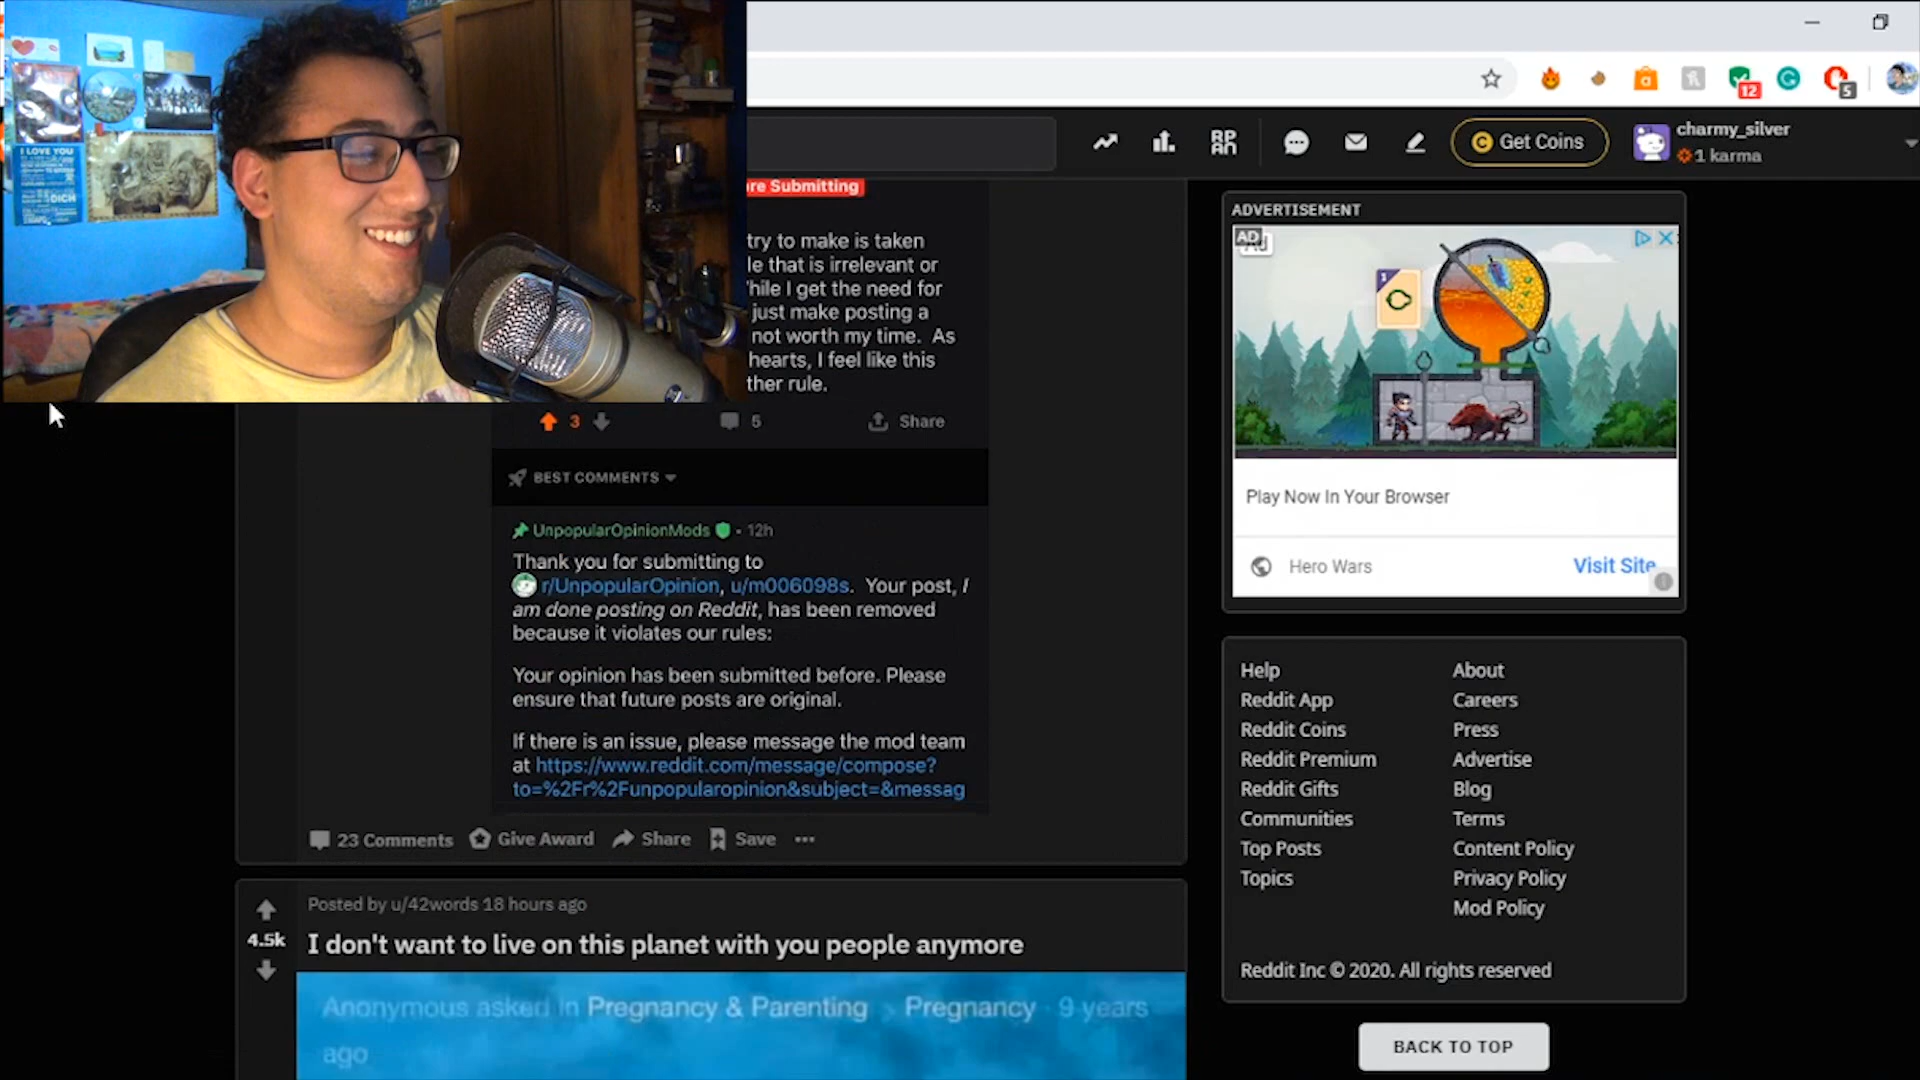 I LOVE YOU
DICH
12
5
RPAN
Get Coins
charmy_silver
1 karma
re Submitting
try to make is taken
le that is irrelevant or
hile I get the need for
just make posting a
not worth my time. As
hearts, I feel like this
ther rule.
3
5
Share
BEST COMMENTS
UnpopularOpinionMods • 12h
Thank you for submitting to
r/UnpopularOpinion, u/m006098s. Your post, I
am done posting on Reddit, has been removed
because it violates our rules:
Your opinion has been submitted before. Please
ensure that future posts are original.
If there is an issue, please message the mod team
at https://www.reddit.com/message/compose?
to=%2Fr%2Funpopularopinion&subject=&messag
23 Comments
Give Award
Share
Save
Posted by u/42words 18 hours ago
4.5k
I don't want to live on this planet with you people anymore
Anonymous asked in Pregnancy & Parenting > Pregnancy · 9 years
ago
ADVERTISEMENT
AD
Ad
1
Play Now In Your Browser
Hero Wars
Visit Site
Help
About
Reddit App
Careers
Reddit Coins
Press
Reddit Premium
Advertise
Reddit Gifts
Blog
Communities
Terms
Top Posts
Content Policy
Topics
Privacy Policy
Mod Policy
Reddit Inc © 2020. All rights reserved
BACK TO TOP